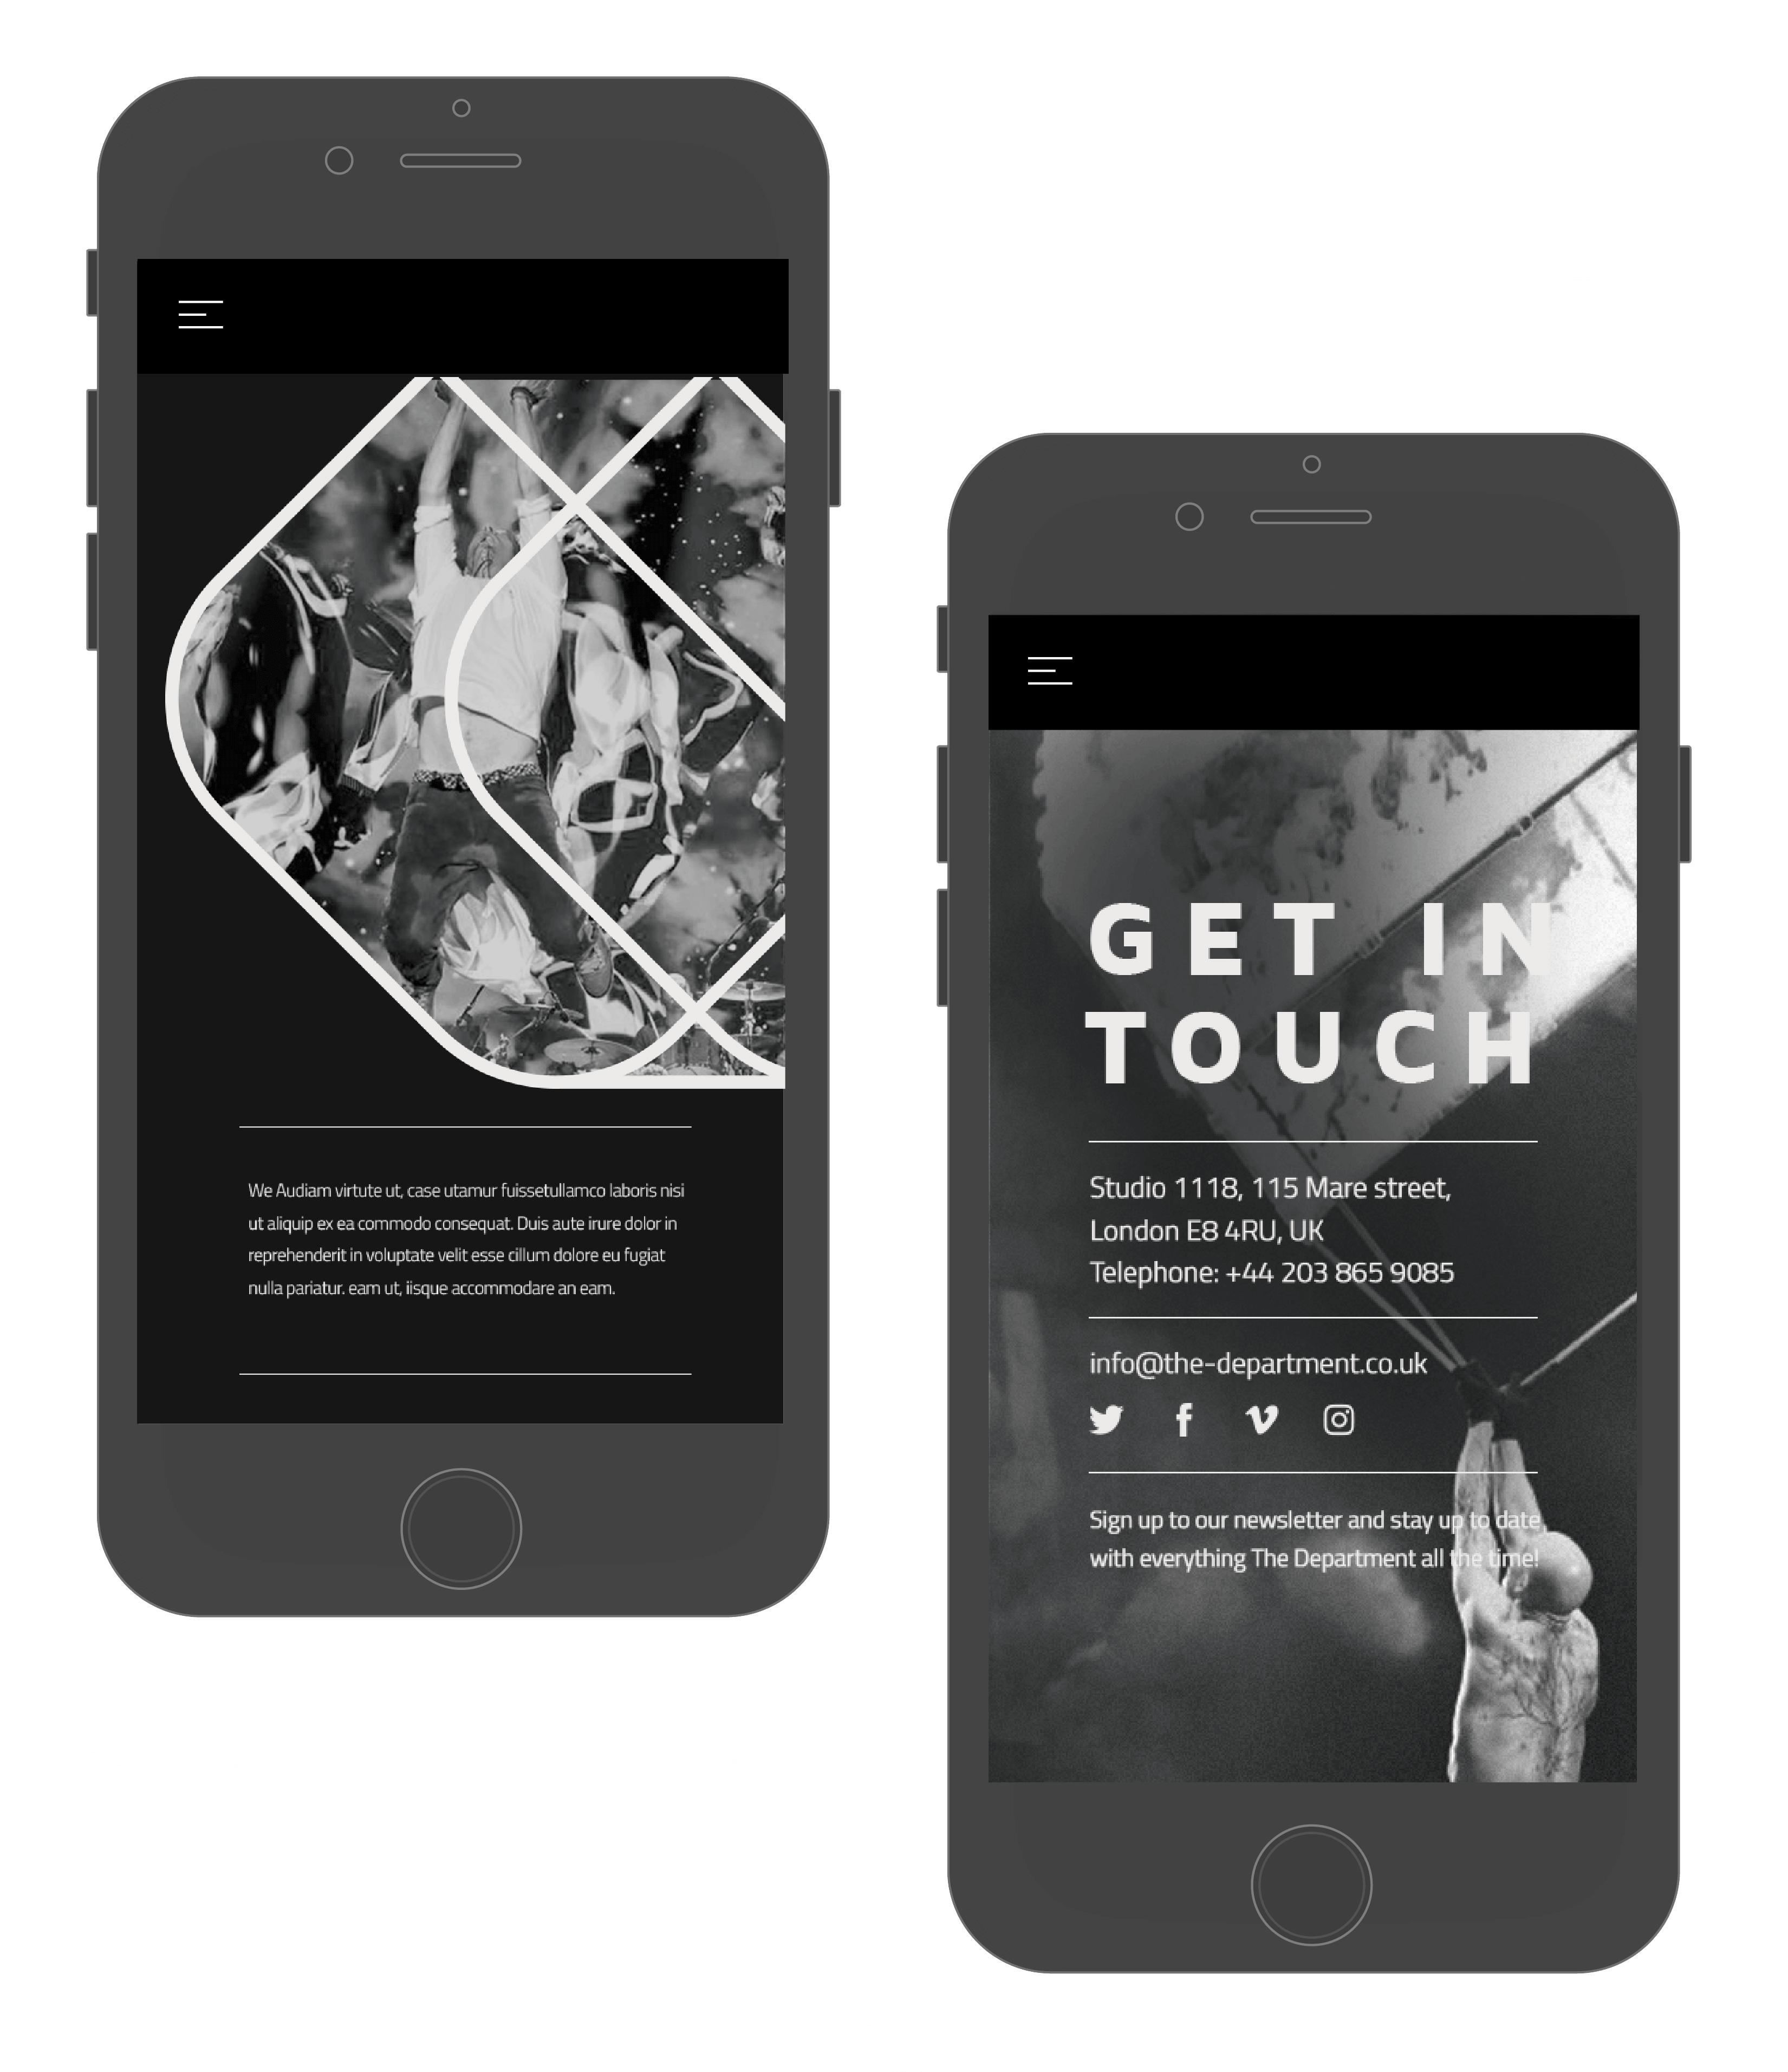 We Audiam virtute ut, case utamur fuissetullamco laboris nisi
ut aliquip ex ea commodo consequat. Duis aute irure dolor in
reprehenderit in voluptate velit esse cillum dolore eu fugiat
nulla pariatur. eam ut, iisque accommodare an eam.
GET IN
TOUCH
Studio 1118, 115 Mare street,
London E8 4RU, UK
Telephone: +44 203 865 9085
info@the-department.co.uk
Sign up to our newsletter and stay up to date,
with everything The Department all the time!